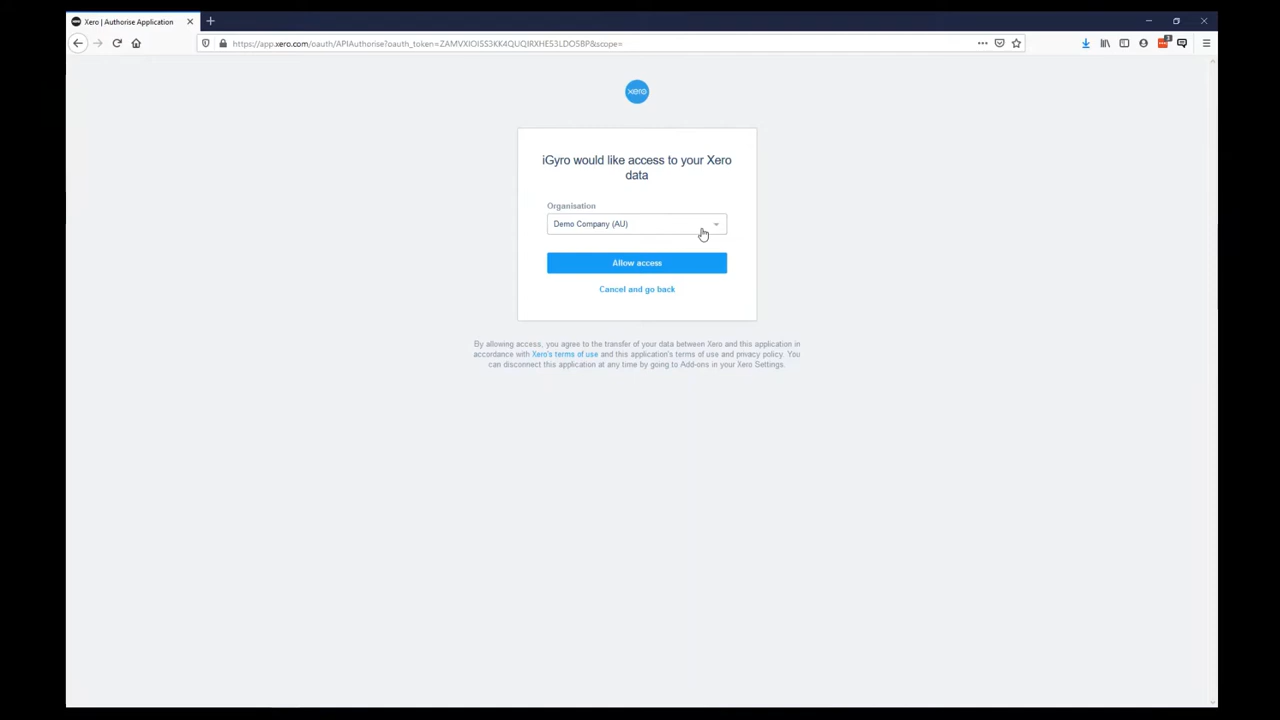 Xero | Authorise Application
https://app.xero.com/oauth/APIAuthorise?oauth_token=ZAMVXIOISS3KK4QUQIRXHE53LDO5BP&scope=
3
xero
iGyro would like access to your Xero
data
Organisation
Demo Company (AU)
Allow access
Cancel and go back
By allowing access, you agree to the transfer of your data between Xero and this application in
accordance with Xero's terms of use and this application's terms of use and privacy policy. You
can disconnect this application at any time by going to Add-ons in your Xero Settings.